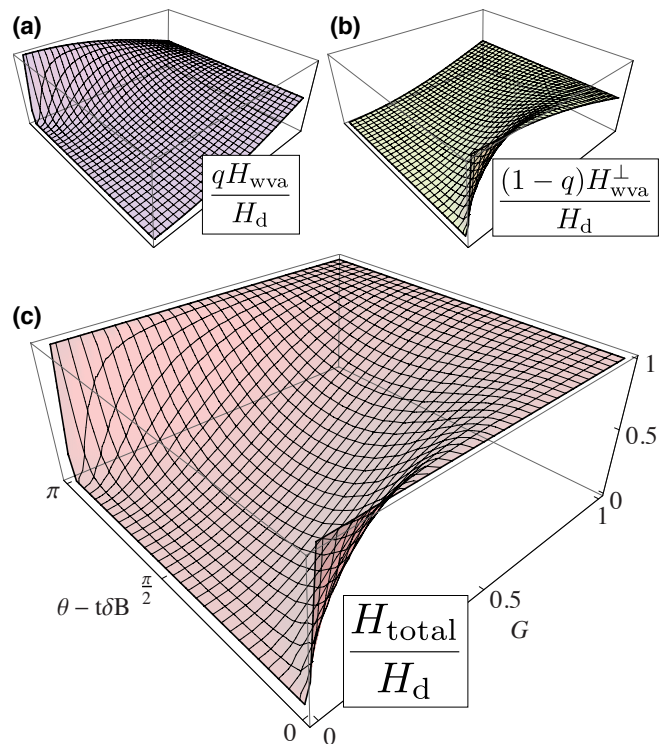 (a)
(b)
qH_wva
H_d
(1 − q)H^⊥_wva
H_d
(c)
1
0.5
0
1
π
π
2
θ − tδB
0.5
G
H_total
H_d
0
0